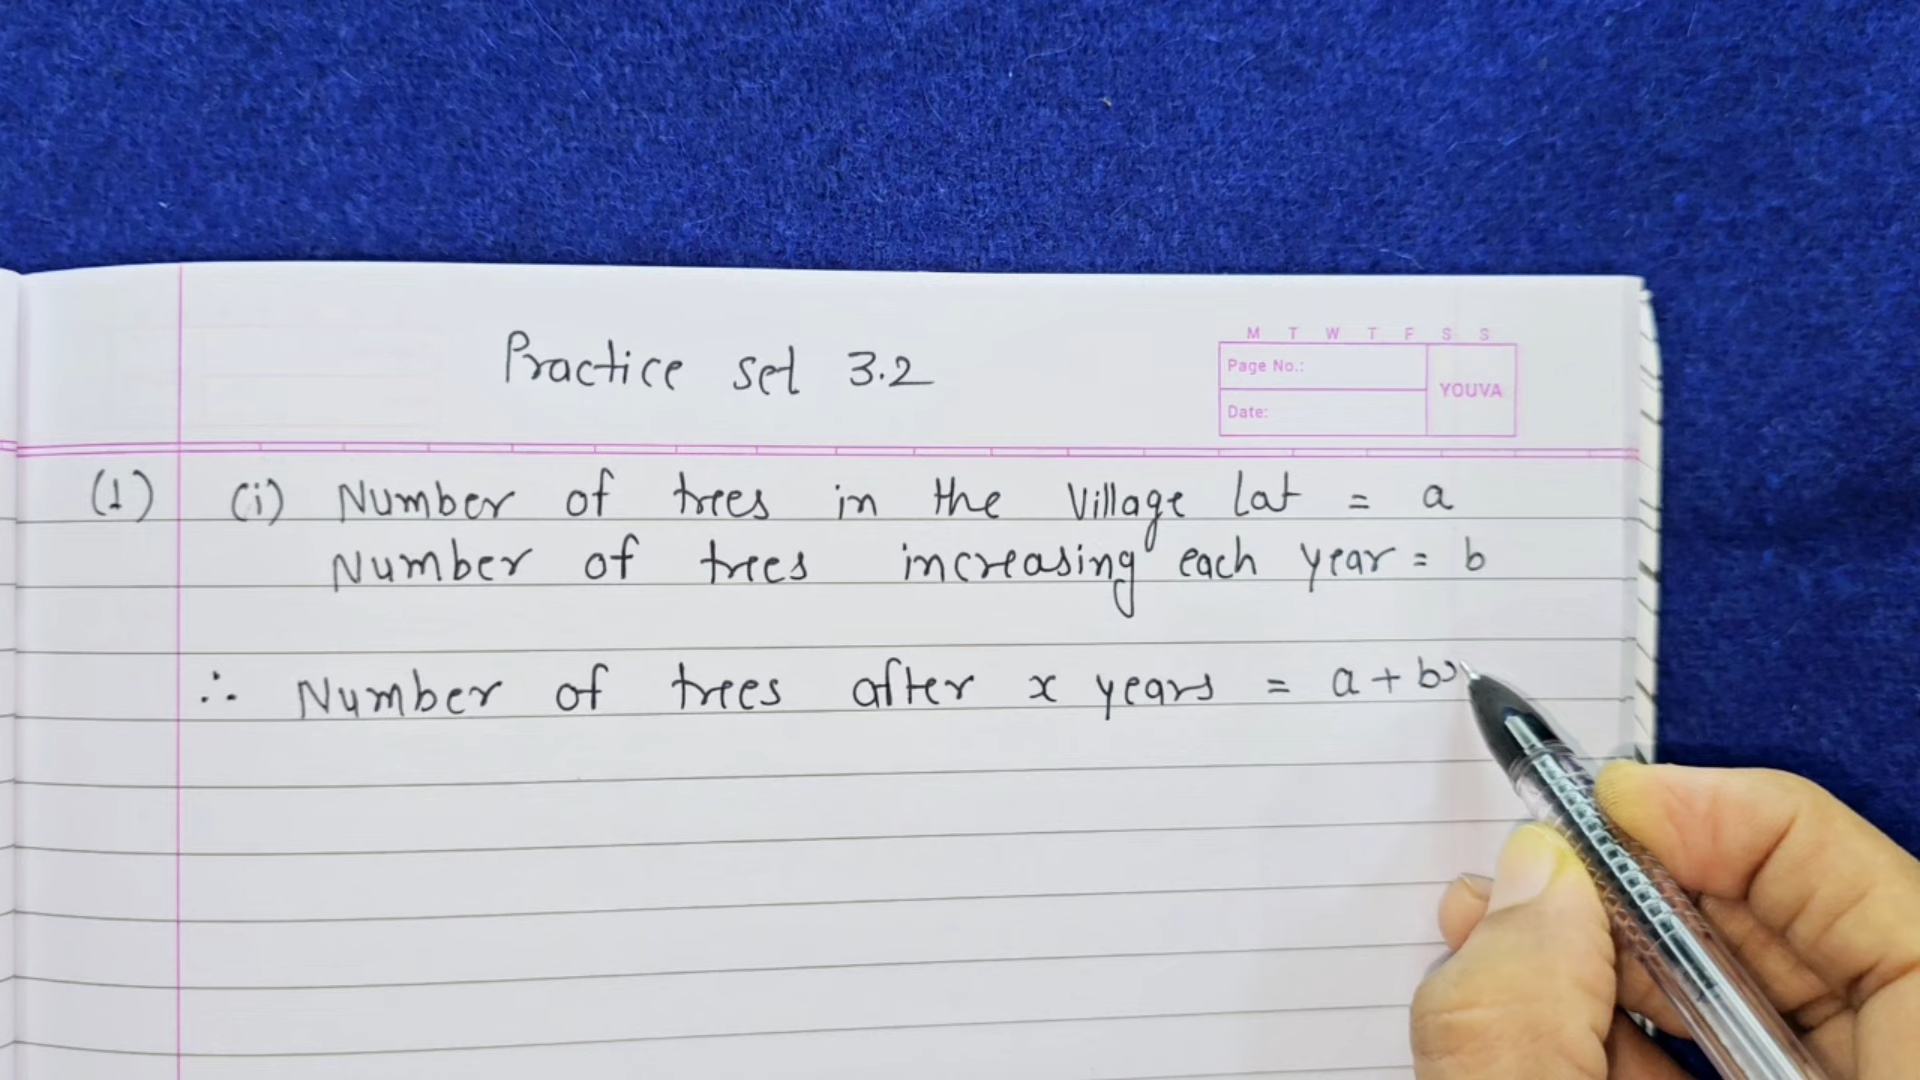 Practice set 3.2
M T W T F S S
Page No.:
YOUVA
Date:
(1) (i) Number of trees in the Village Lat = a
Number of trees increasing each year = b
∴ Number of trees after x years = a + b